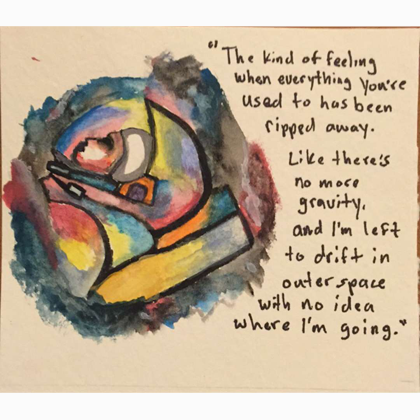 "The kind of feeling
when everything you're
used to has been
ripped away.
Like there's
no more
gravity,
and I'm left
to drift in
outer space
with no idea
where I'm going."